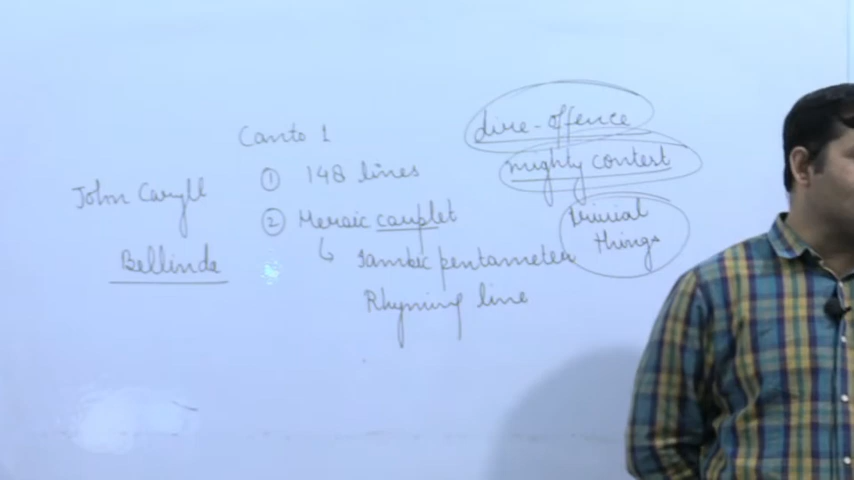 Canto 1
John Caryll
Bellinda
① 148 lines
② Heroic couplet
↳ Iambic pentameter
Rhyming line
dire-offence
mighty contest
trivial
things